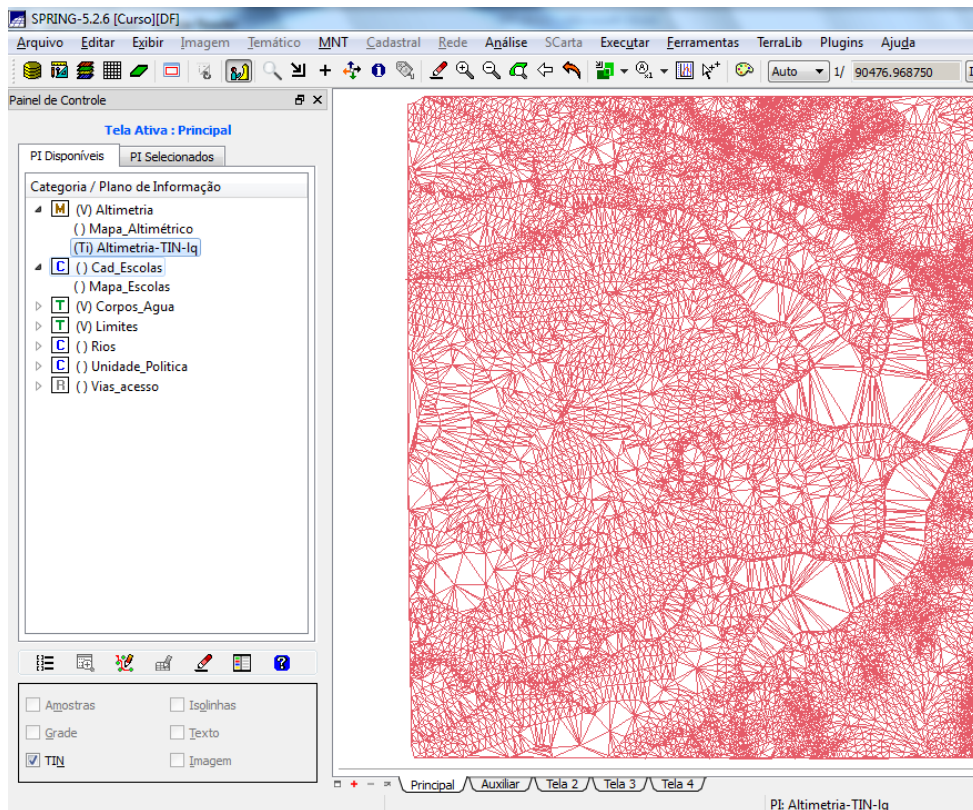 SPRING-5.2.6 [Curso][DF]
Arquivo Editar Exibir Imagem Temático MNT Cadastral Rede Análise SCarta Executar Ferramentas TerraLib Plugins Ajuda
Auto 1/ 90476.968750
Painel de Controle
Tela Ativa : Principal
PI Disponíveis PI Selecionados
Categoria / Plano de Informação
M (V) Altimetria
( ) Mapa_Altimétrico
(Ti) Altimetria-TIN-lq
C ( ) Cad_Escolas
( ) Mapa_Escolas
T (V) Corpos_Agua
T (V) Limites
C ( ) Rios
C ( ) Unidade_Politica
R ( ) Vias_acesso
Amostras Isolinhas
Grade Texto
TIN Imagem
Principal Auxiliar Tela 2 Tela 3 Tela 4
PI: Altimetria-TIN-lq